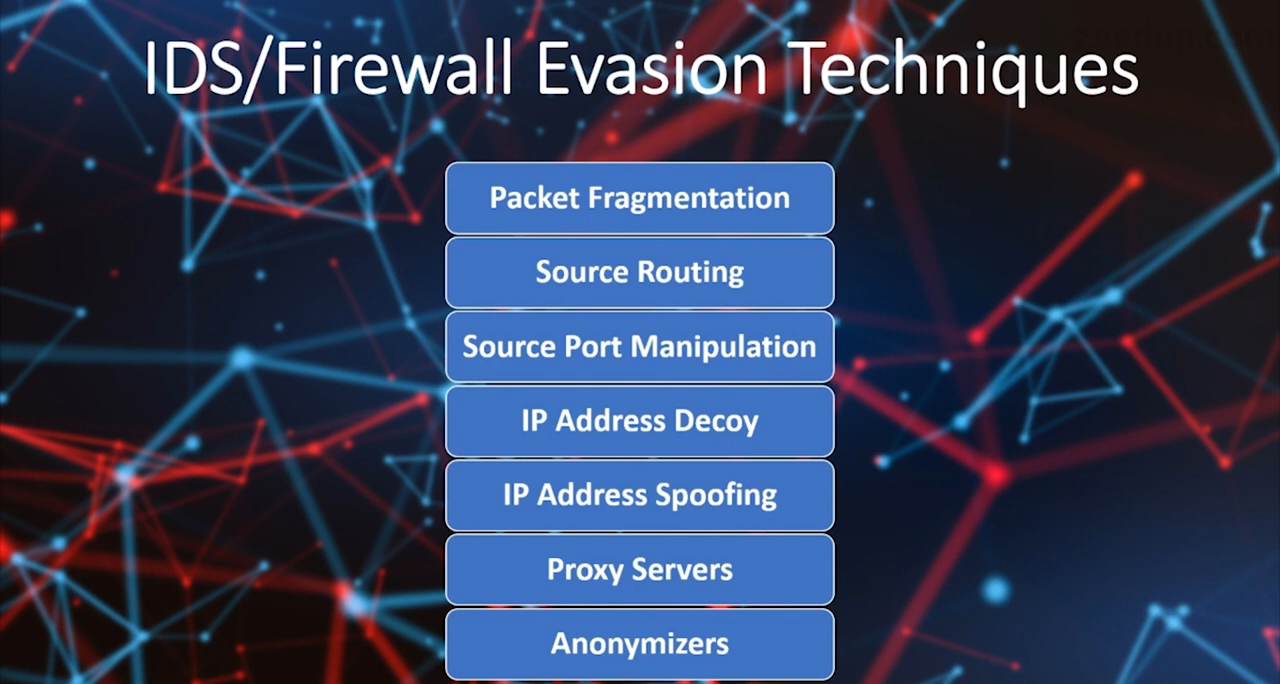 IDS/Firewall Evasion Techniques
Packet Fragmentation
Source Routing
Source Port Manipulation
IP Address Decoy
IP Address Spoofing
Proxy Servers
Anonymizers